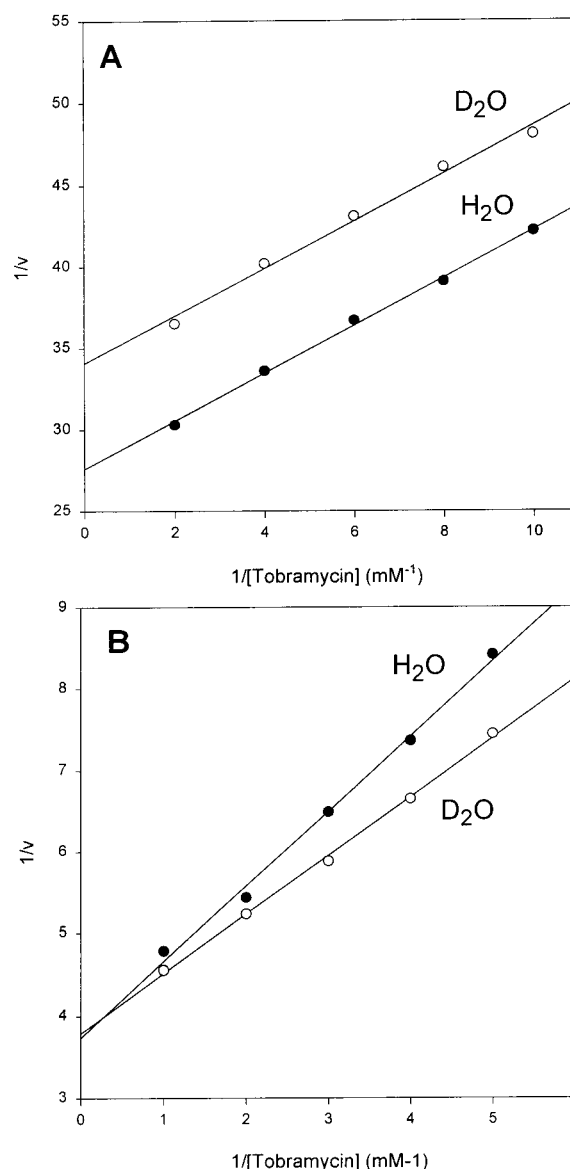 A
55
50
45
40
35
30
25
1/v
D₂O
H₂O
0 2 4 6 8 10
1/[Tobramycin] (mM⁻¹)
B
9
8
7
6
5
4
3
1/v
H₂O
D₂O
0 1 2 3 4 5
1/[Tobramycin] (mM-1)